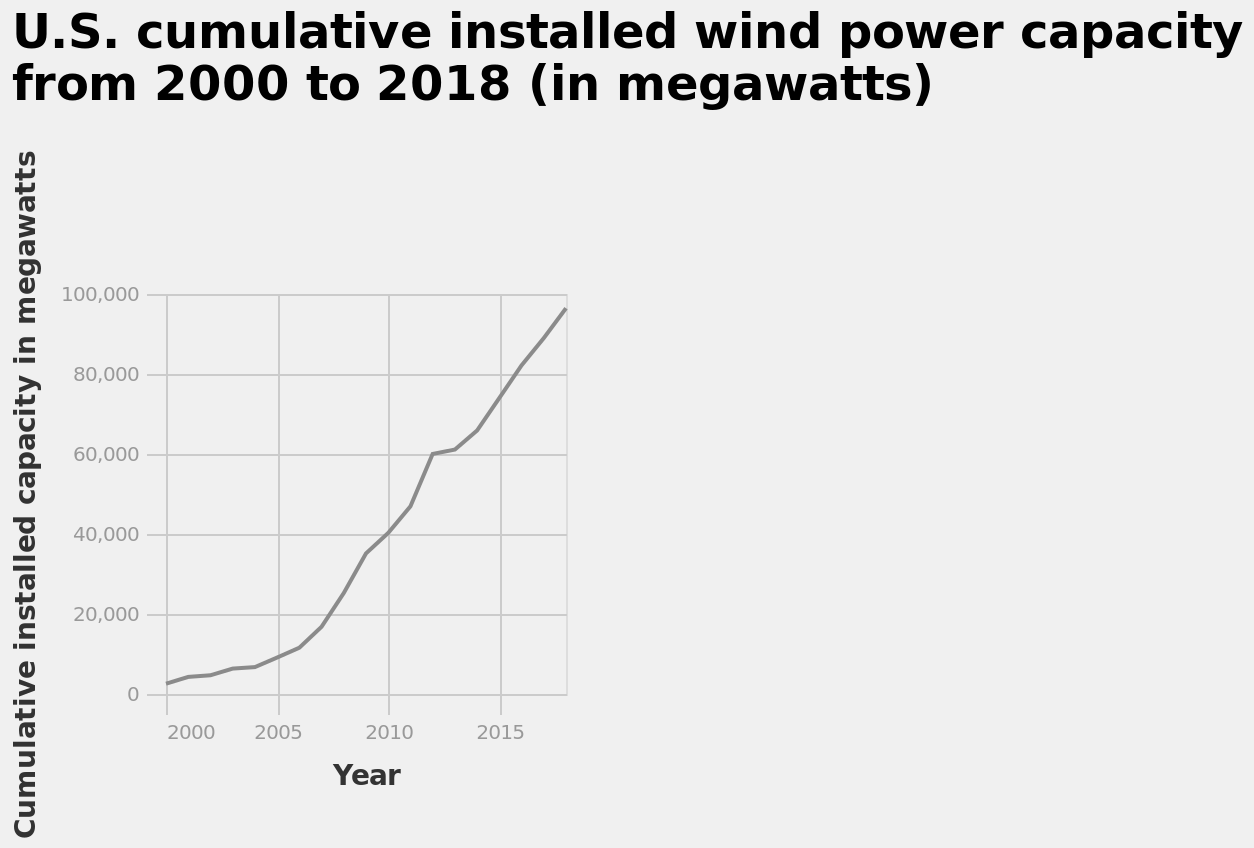 U.S. cumulative installed wind power capacity
from 2000 to 2018 (in megawatts)
Cumulative installed capacity in megawatts
100,000
80,000
60,000
40,000
20,000
0
2000 2005 2010 2015
Year